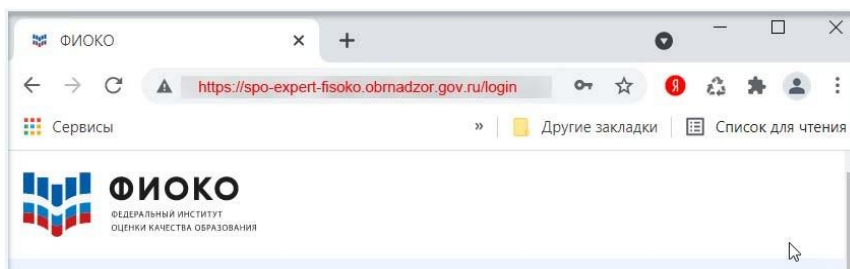 ФИОКО
https://spo-expert-fisoko.obrnadzor.gov.ru/login
Я
Сервисы » Другие закладки Список для чтения
ФИОКО
ФЕДЕРАЛЬНЫЙ ИНСТИТУТ
ОЦЕНКИ КАЧЕСТВА ОБРАЗОВАНИЯ